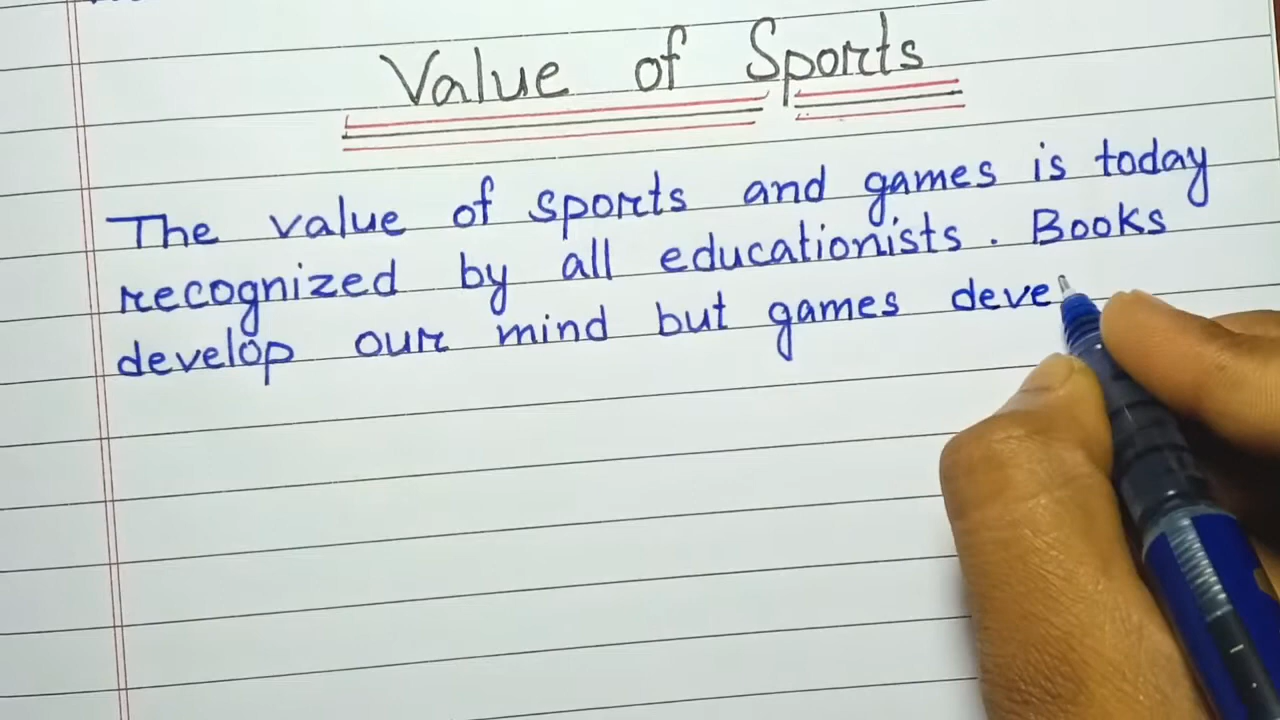 Value of Sports
The value of sports and games is today
recognized by all educationists. Books
develop our mind but games deve